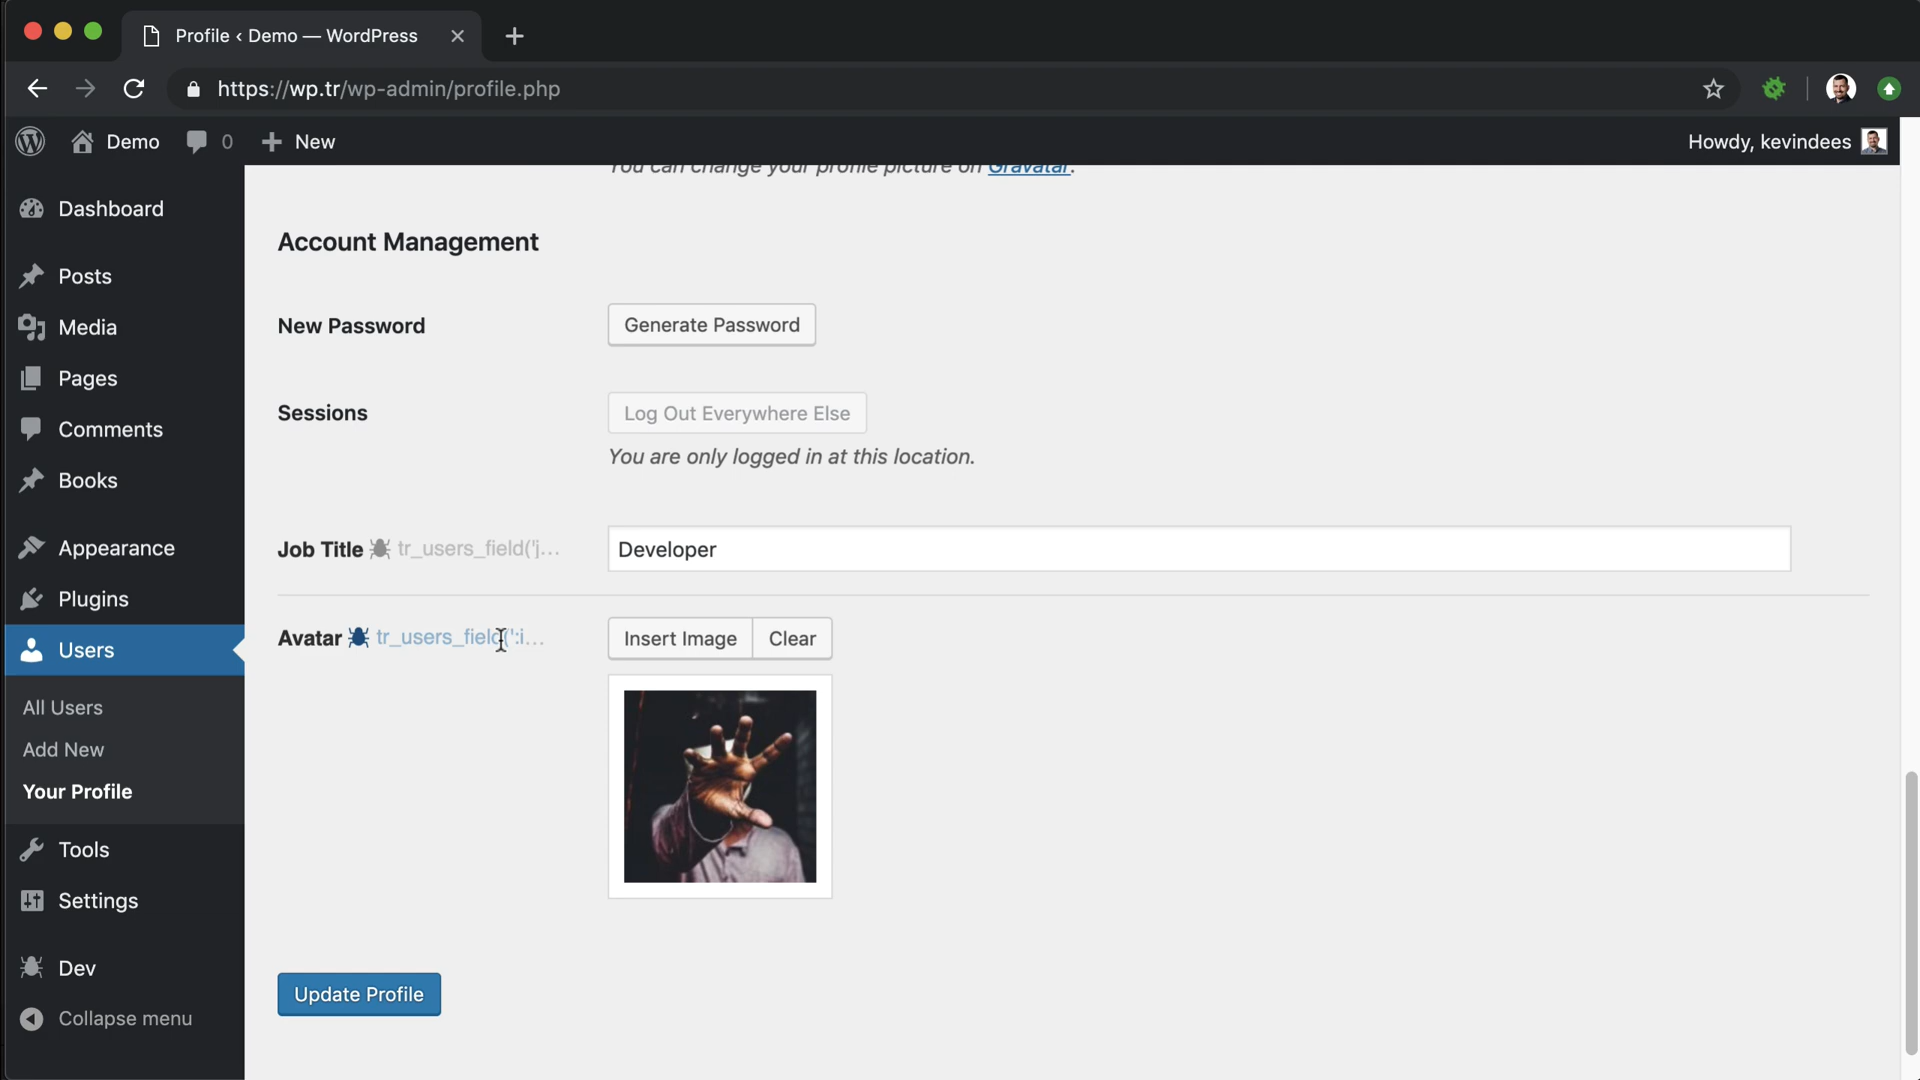 Profile ‹ Demo — WordPress
https://wp.tr/wp-admin/profile.php
Demo 0 New Howdy, kevindees
You can change your profile picture on Gravatar.
Dashboard
Posts
Media
Pages
Comments
Books
Appearance
Plugins
Users
All Users
Add New
Your Profile
Tools
Settings
Dev
Collapse menu
Account Management
New Password Generate Password
Sessions Log Out Everywhere Else
You are only logged in at this location.
Job Title tr_users_field('j... Developer
Avatar tr_users_field(':i... Insert Image Clear
Update Profile